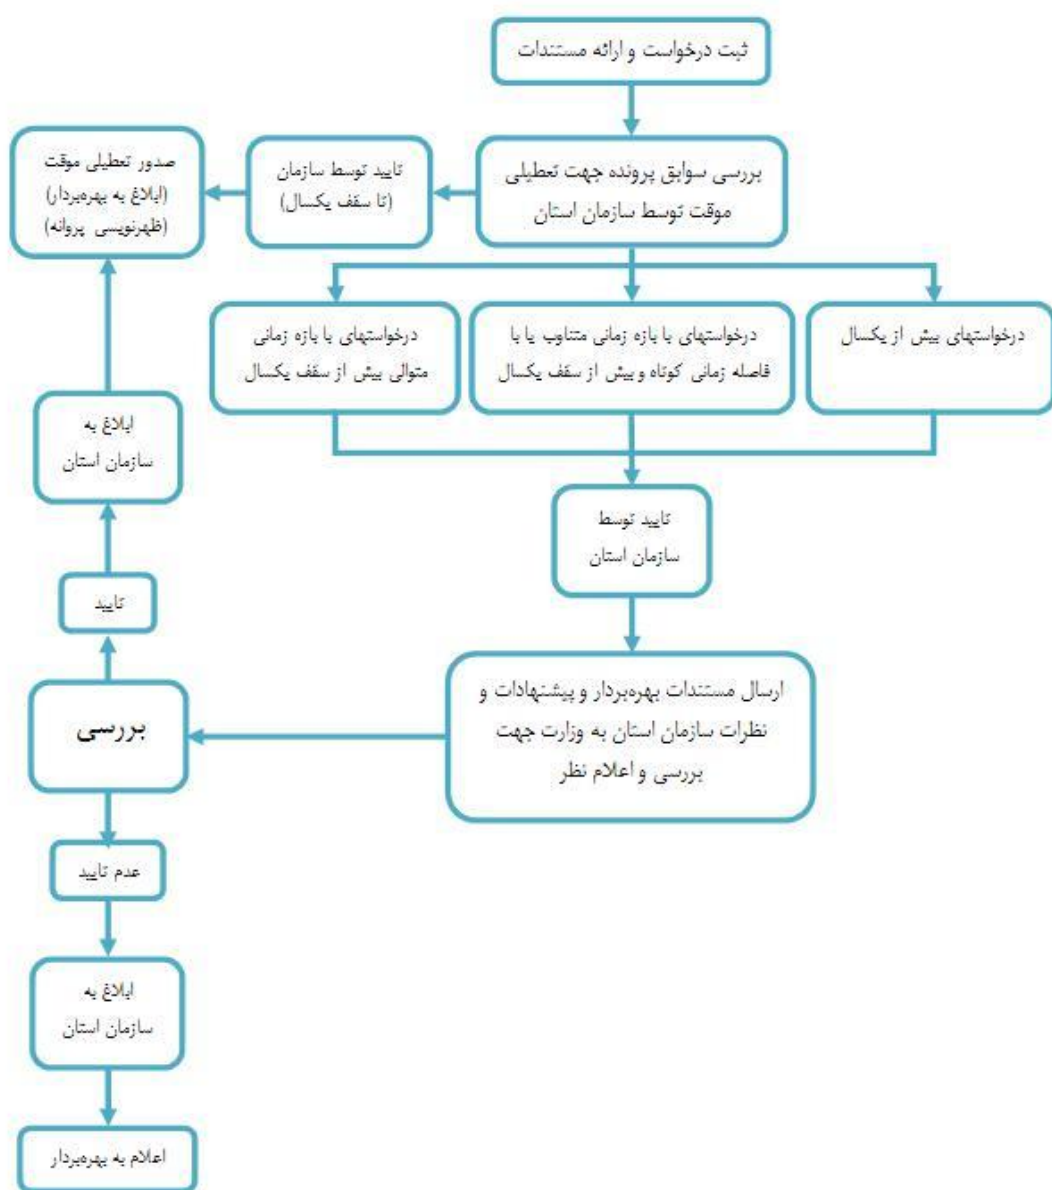 ثبت درخواست و ارائه مستندات
بررسی سوابق پرونده جهت تعطیلی
موقت توسط سازمان استان
تایید توسط سازمان
(تا سقف یکسال)
صدور تعطیلی موقت
(ابلاغ به بهره‌بردار)
(ظهرنویسی پروانه)
درخواستهای بیش از یکسال
درخواستهای با بازه زمانی متناوب یا با
فاصله زمانی کوتاه و بیش از سقف یکسال
درخواستهای با بازه زمانی
متوالی بیش از سقف یکسال
تایید توسط
سازمان استان
ارسال مستندات بهره‌بردار و پیشنهادات و
نظرات سازمان استان به وزارت جهت
بررسی و اعلام نظر
بررسی
تایید
ابلاغ به
سازمان استان
عدم تایید
ابلاغ به
سازمان استان
اعلام به بهره‌بردار